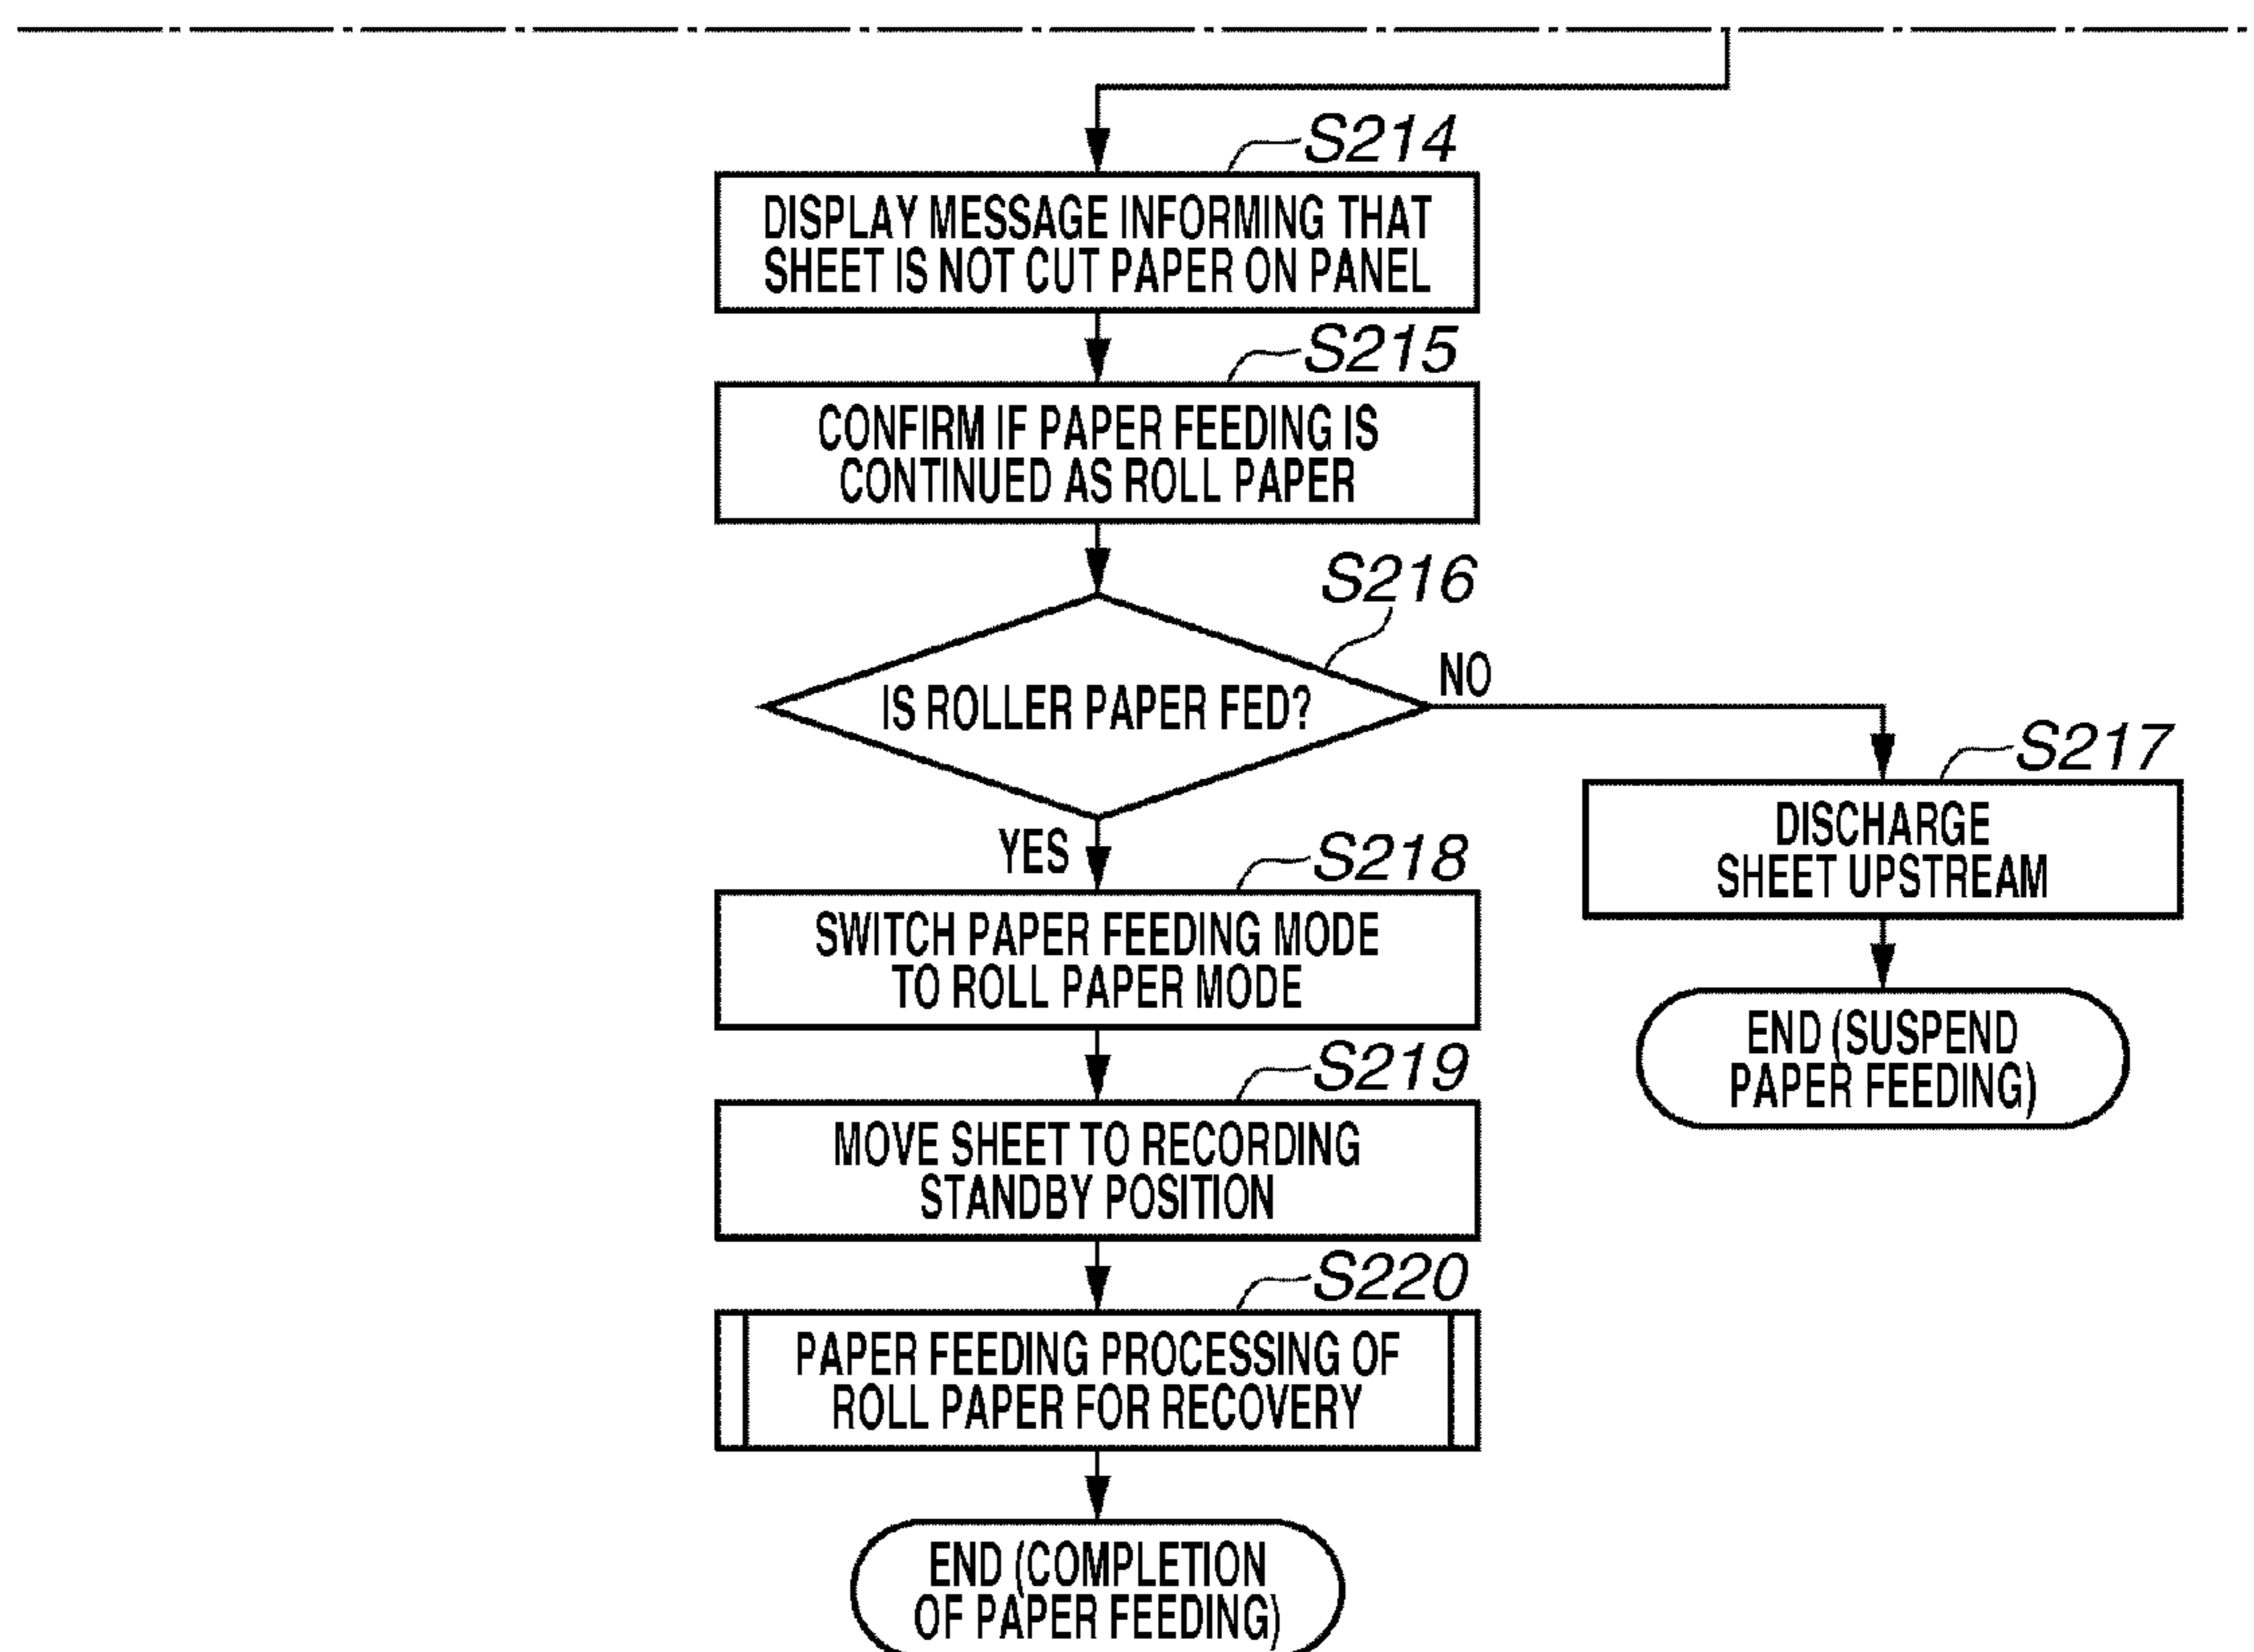 S214
DISPLAY MESSAGE INFORMING THAT
SHEET IS NOT CUT PAPER ON PANEL
S215
CONFIRM IF PAPER FEEDING IS
CONTINUED AS ROLL PAPER
S216
IS ROLLER PAPER FED?
NO
S217
DISCHARGE
SHEET UPSTREAM
END (SUSPEND
PAPER FEEDING)
YES
S218
SWITCH PAPER FEEDING MODE
TO ROLL PAPER MODE
S219
MOVE SHEET TO RECORDING
STANDBY POSITION
S220
PAPER FEEDING PROCESSING OF
ROLL PAPER FOR RECOVERY
END (COMPLETION
OF PAPER FEEDING)